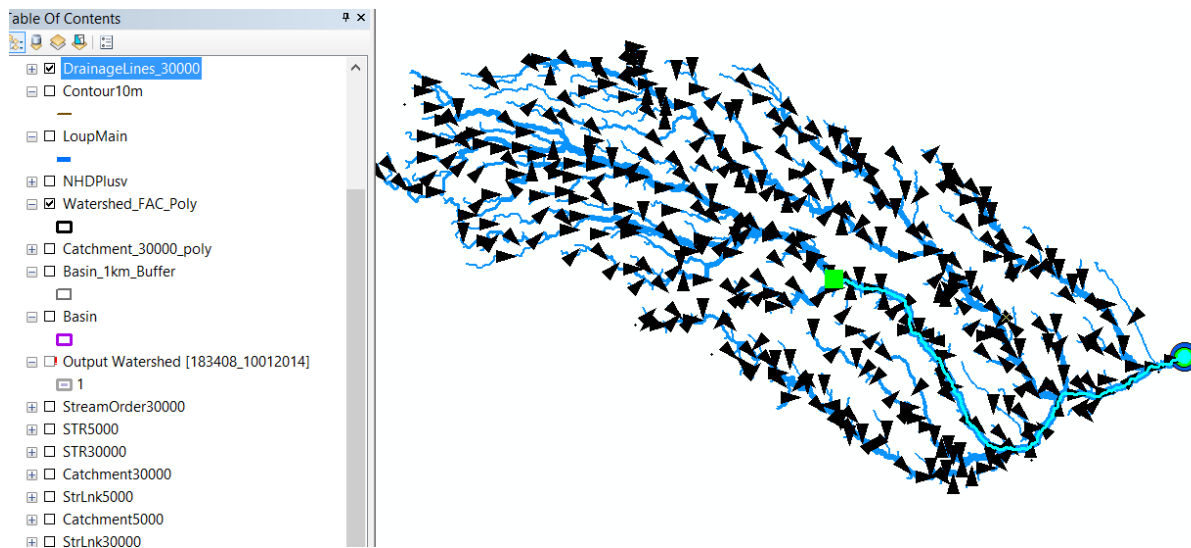 Table Of Contents
DrainageLines_30000
Contour10m
LoupMain
NHDPlusv
Watershed_FAC_Poly
Catchment_30000_poly
Basin_1km_Buffer
Basin
Output Watershed [183408_10012014]
1
StreamOrder30000
STR5000
STR30000
Catchment30000
StrLnk5000
Catchment5000
StrLnk30000